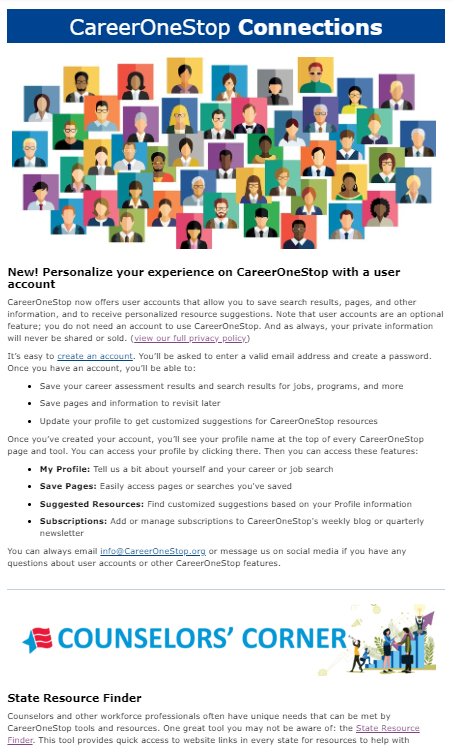 CareerOneStop Connections
New! Personalize your experience on CareerOneStop with a user
account
CareerOneStop now offers user accounts that allow you to save search results, pages, and other
information, and to receive personalized resource suggestions. Note that user accounts are an optional
feature; you do not need an account to use CareerOneStop. And as always, your private information
will never be shared or sold. (view our full privacy policy)
It's easy to create an account. You'll be asked to enter a valid email address and create a password.
Once you have an account, you'll be able to:
• Save your career assessment results and search results for jobs, programs, and more
• Save pages and information to revisit later
• Update your profile to get customized suggestions for CareerOneStop resources
Once you've created your account, you'll see your profile name at the top of every CareerOneStop
page and tool. You can access your profile by clicking there. Then you can access these features:
• My Profile: Tell us a bit about yourself and your career or job search
• Save Pages: Easily access pages or searches you've saved
• Suggested Resources: Find customized suggestions based on your Profile information
• Subscriptions: Add or manage subscriptions to CareerOneStop's weekly blog or quarterly
newsletter
You can always email info@CareerOneStop.org or message us on social media if you have any
questions about user accounts or other CareerOneStop features.
COUNSELORS' CORNER
State Resource Finder
Counselors and other workforce professionals often have unique needs that can be met by
CareerOneStop tools and resources. One great tool you may not be aware of: the State Resource
Finder. This tool provides quick access to website links in every state for resources to help with